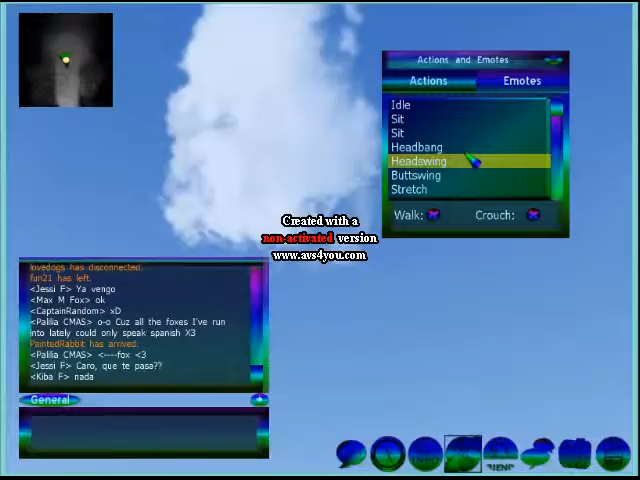 Actions and Emotes
Actions
Emotes
Idle
Sit
Sit
Headbang
Headswing
Buttswing
Stretch
Walk:
Crouch:
Created with a
non-activated version
www.avs4you.com
lovedogs has disconnected.
fun21 has left.
<Jessi F> Ya vengo
<Max M Fox> ok
<CaptainRandom> xD
<Palilia CMAS> o-o Cuz all the foxes I've run
into lately could only speak spanish X3
PaintedRabbit has arrived.
<Palilia CMAS> <----fox <3
<Jessi F> Caro, que te pasa??
<Kiba F> nada
General